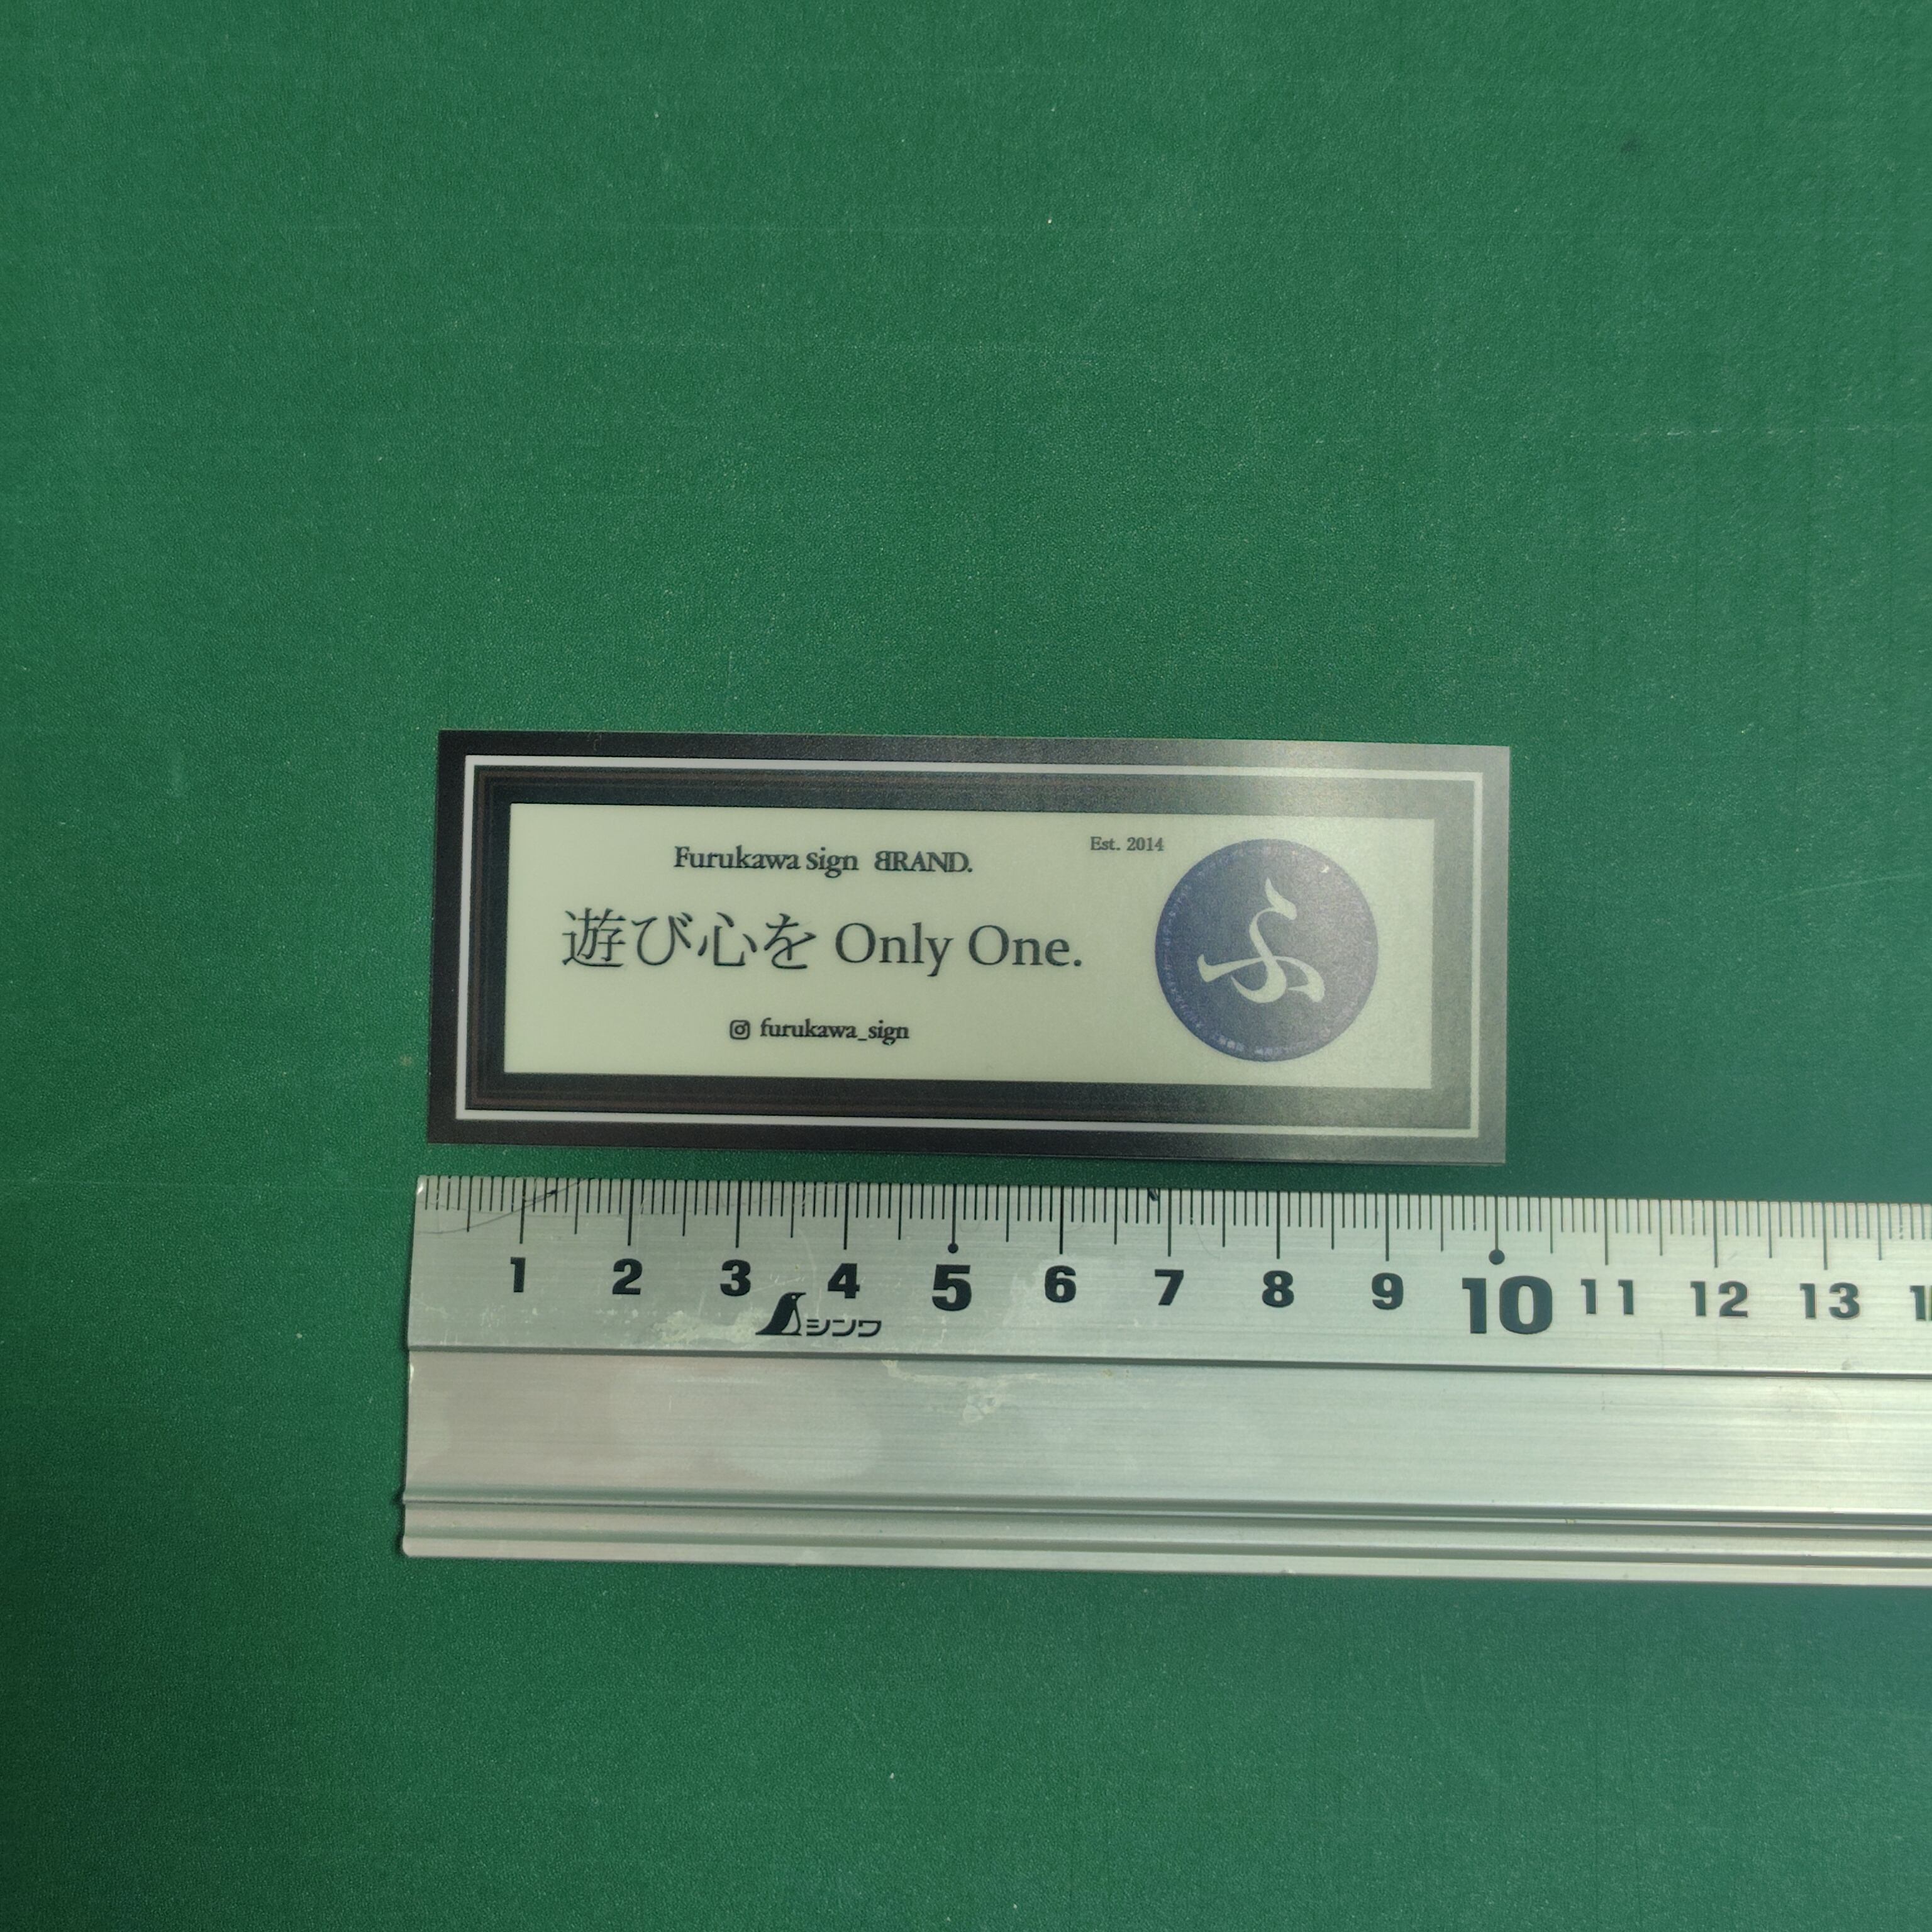 Furukawa sign BRAND.
Est. 2014
遊び心を Only One.
furukawa_sign
ふ
1 2 3 4 5 6 7 8 9 10 11 12 13
シンワ